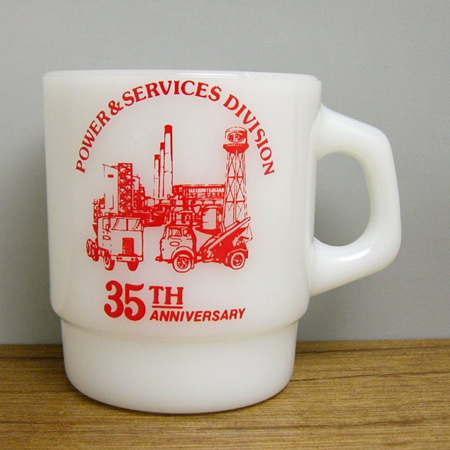 POWER & SERVICES DIVISION
35TH
ANNIVERSARY